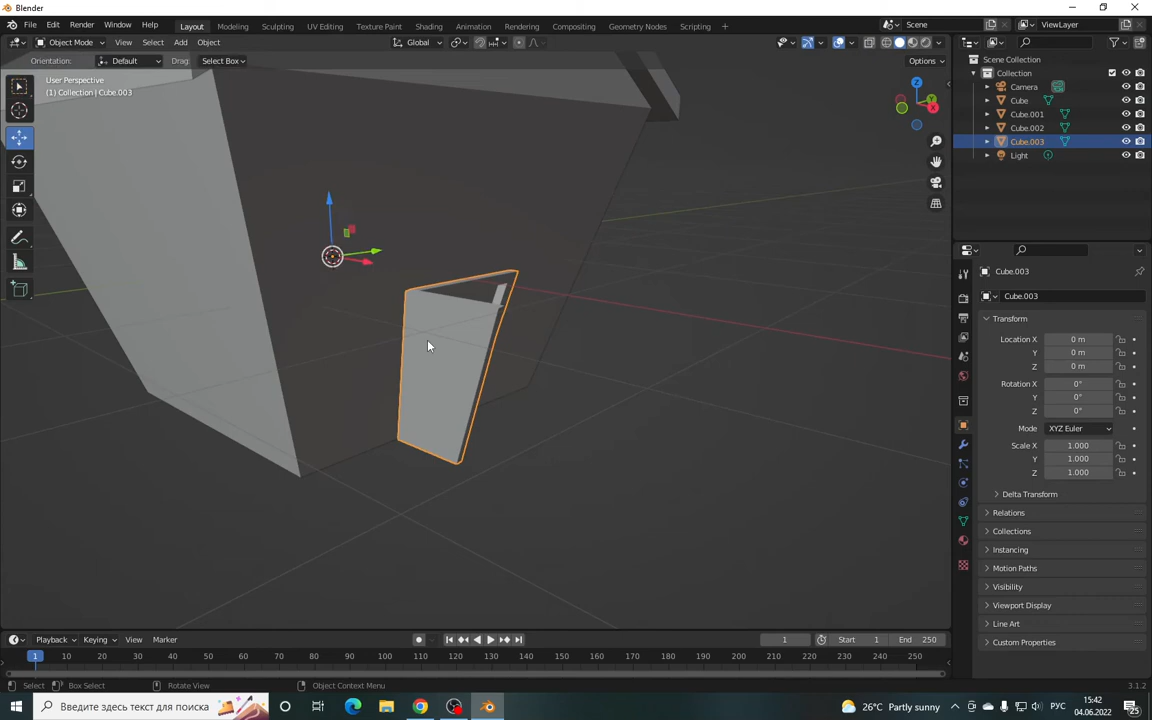 Blender
File Edit Render Window Help Layout Modeling Sculpting UV Editing Texture Paint Shading Animation Rendering Compositing Geometry Nodes Scripting + Scene ViewLayer
Object Mode View Select Add Object Global
Orientation: Default Drag: Select Box Options
User Perspective
(1) Collection | Cube.003
Z
Y
X
Scene Collection
Collection
Camera
Cube
Cube.001
Cube.002
Cube.003
Light
Cube.003
Cube.003
Transform
Location X 0 m
Y 0 m
Z 0 m
Rotation X 0°
Y 0°
Z 0°
Mode XYZ Euler
Scale X 1.000
Y 1.000
Z 1.000
Delta Transform
Relations
Collections
Instancing
Motion Paths
Visibility
Viewport Display
Line Art
Custom Properties
Playback Keying View Marker 1 Start 1 End 250
1 10 20 30 40 50 60 70 80 90 100 110 120 130 140 150 160 170 180 190 200 210 220 230 240 250
Select Box Select Rotate View Object Context Menu 3.1.2
Введите здесь текст для поиска 26°C Partly sunny РУС 15:42
04.06.2022 25